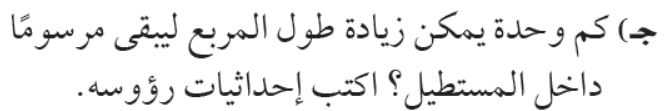 جـ) كم وحدة يمكن زيادة طول المربع ليبقى مرسومًا
داخل المستطيل؟ اكتب إحداثيات رؤوسه.